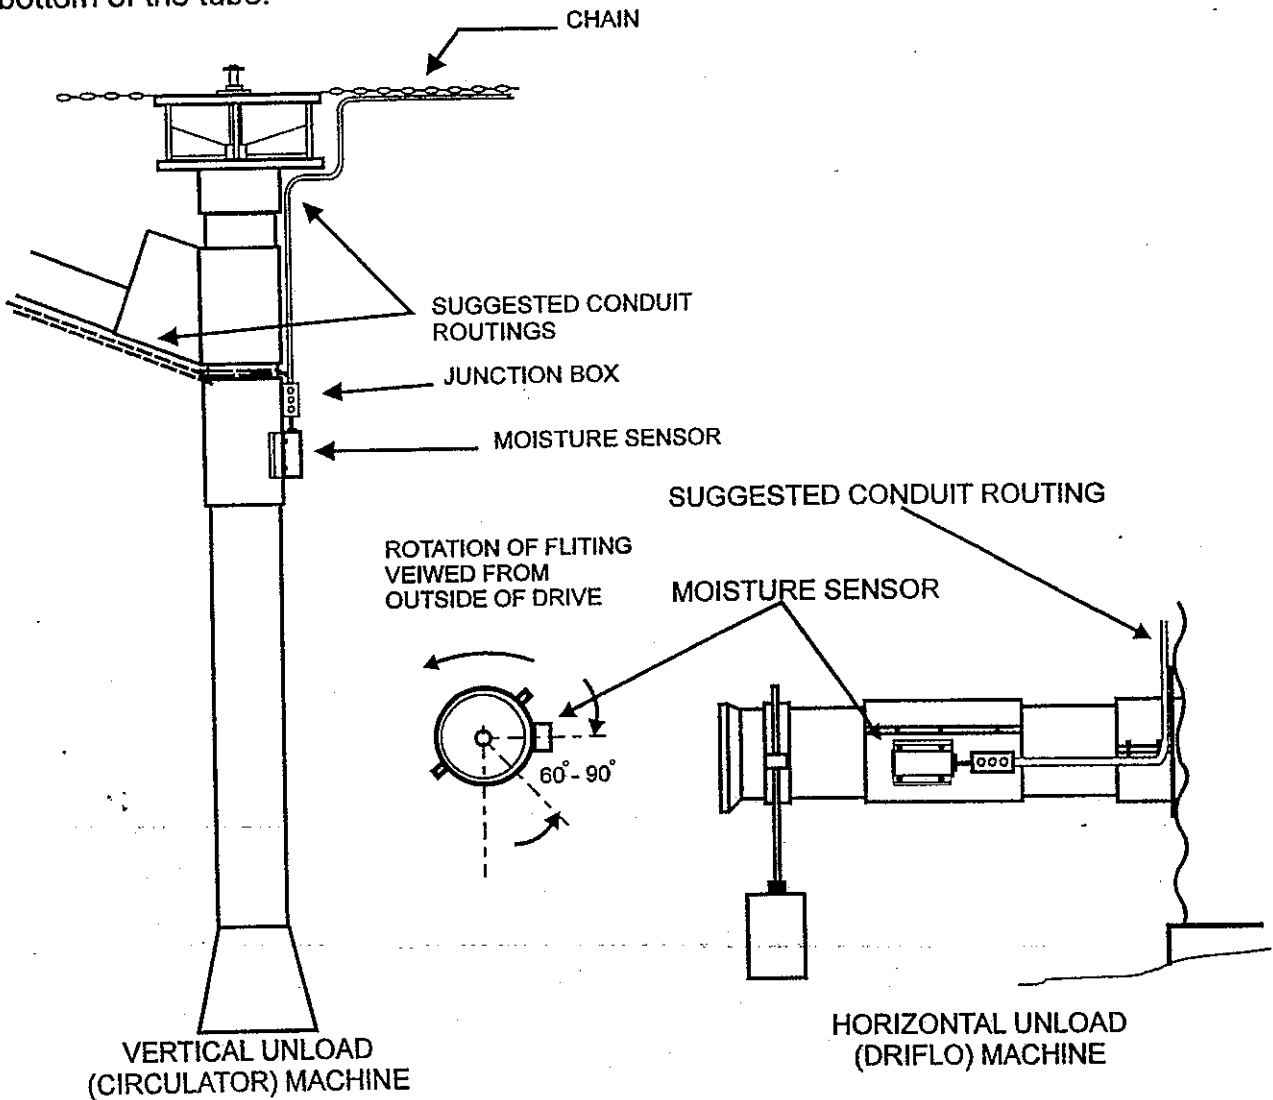 bottom of the tube.
CHAIN
SUGGESTED CONDUIT
ROUTINGS
JUNCTION BOX
MOISTURE SENSOR
SUGGESTED CONDUIT ROUTING
ROTATION OF FLITING
VEIWED FROM
OUTSIDE OF DRIVE
MOISTURE SENSOR
60°- 90°
VERTICAL UNLOAD
(CIRCULATOR) MACHINE
HORIZONTAL UNLOAD
(DRIFLO) MACHINE